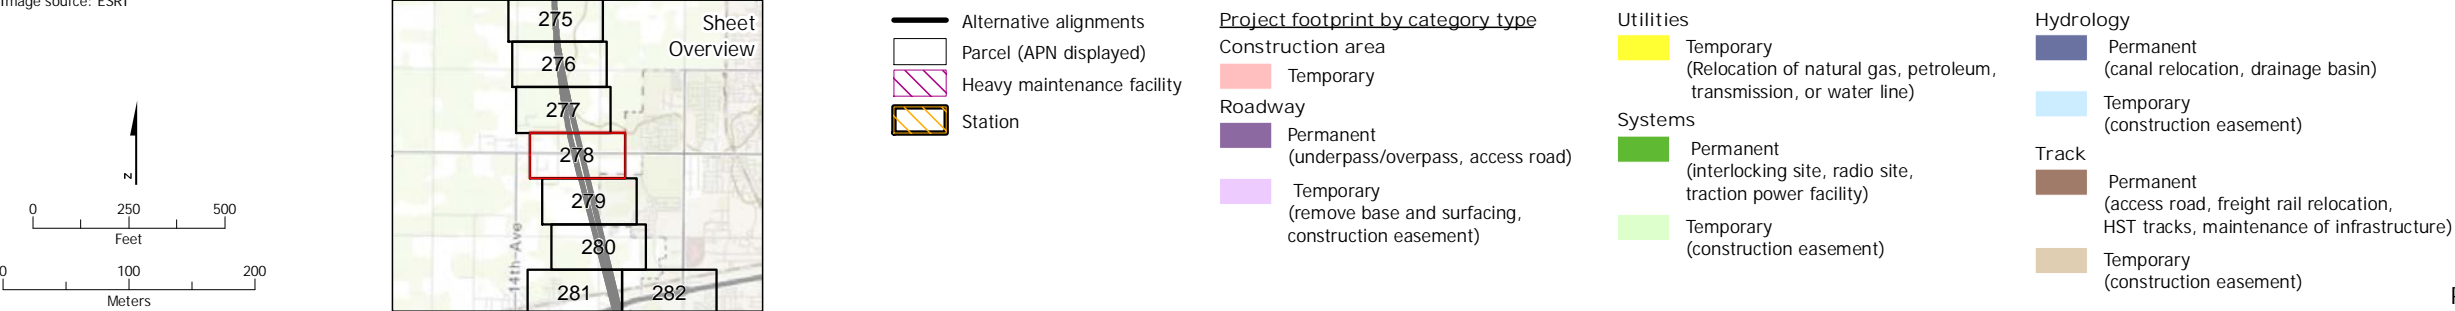 Image source: ESRI
N
0 250 500
Feet
0 100 200
Meters
Sheet
Overview
275
276
277
278
279
280
281 282
14th-Ave
Alternative alignments
Parcel (APN displayed)
Heavy maintenance facility
Station
Project footprint by category type
Construction area
Temporary
Roadway
Permanent
(underpass/overpass, access road)
Temporary
(remove base and surfacing,
construction easement)
Utilities
Temporary
(Relocation of natural gas, petroleum,
transmission, or water line)
Systems
Permanent
(interlocking site, radio site,
traction power facility)
Temporary
(construction easement)
Hydrology
Permanent
(canal relocation, drainage basin)
Temporary
(construction easement)
Track
Permanent
(access road, freight rail relocation,
HST tracks, maintenance of infrastructure)
Temporary
(construction easement)